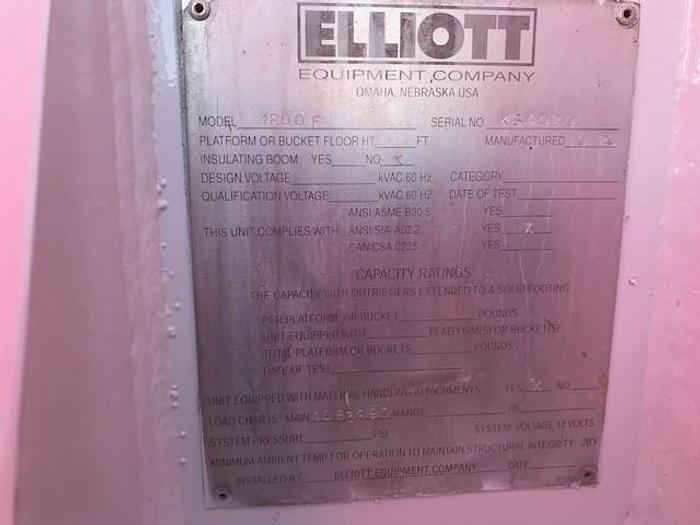 ELLIOTT
EQUIPMENT COMPANY
OMAHA, NEBRASKA USA
MODEL SERIAL NO.
PLATFORM OR BUCKET FLOOR HT. FT. MANUFACTURED
INSULATING BOOM: YES NO X
DESIGN VOLTAGE kVAC 60 Hz CATEGORY
QUALIFICATION VOLTAGE kVAC 60 HZ DATE OF TEST
ANSI/ASME B30.5 YES
THIS UNIT COMPLIES WITH ANSI/SIA A92.2 YES X
CAN/CSA C225 YES
CAPACITY RATINGS
THE CAPACITY WITH OUTRIGGERS EXTENDED TO A SOLID FOOTING
PER PLATFORM OR BUCKET POUNDS
UNIT EQUIPPED WITH PLATFORM(S) OR BUCKET(S)
TOTAL PLATFORM OR BUCKETS POUNDS
DATE OF TEST
UNIT EQUIPPED WITH MATERIAL HANDLING ATTACHMENTS YES X NO
LOAD CHARTS: MAIN RANGE JIB
SYSTEM PRESSURE PSI SYSTEM VOLTAGE 12 VOLTS
MINIMUM AMBIENT TEMP FOR OPERATION TO MAINTAIN STRUCTURAL INTEGRITY -20°F
INSTALLED BY ELLIOTT EQUIPMENT COMPANY DATE